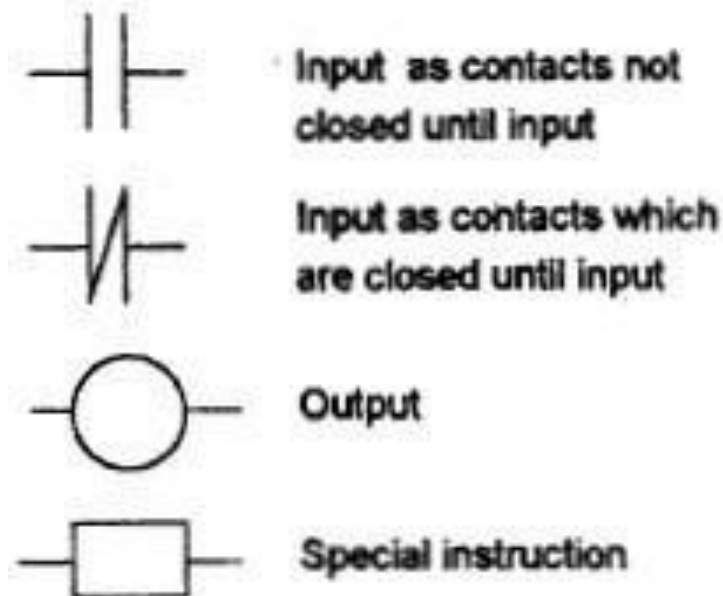 Input as contacts not
closed until input
Input as contacts which
are closed until input
Output
Special instruction